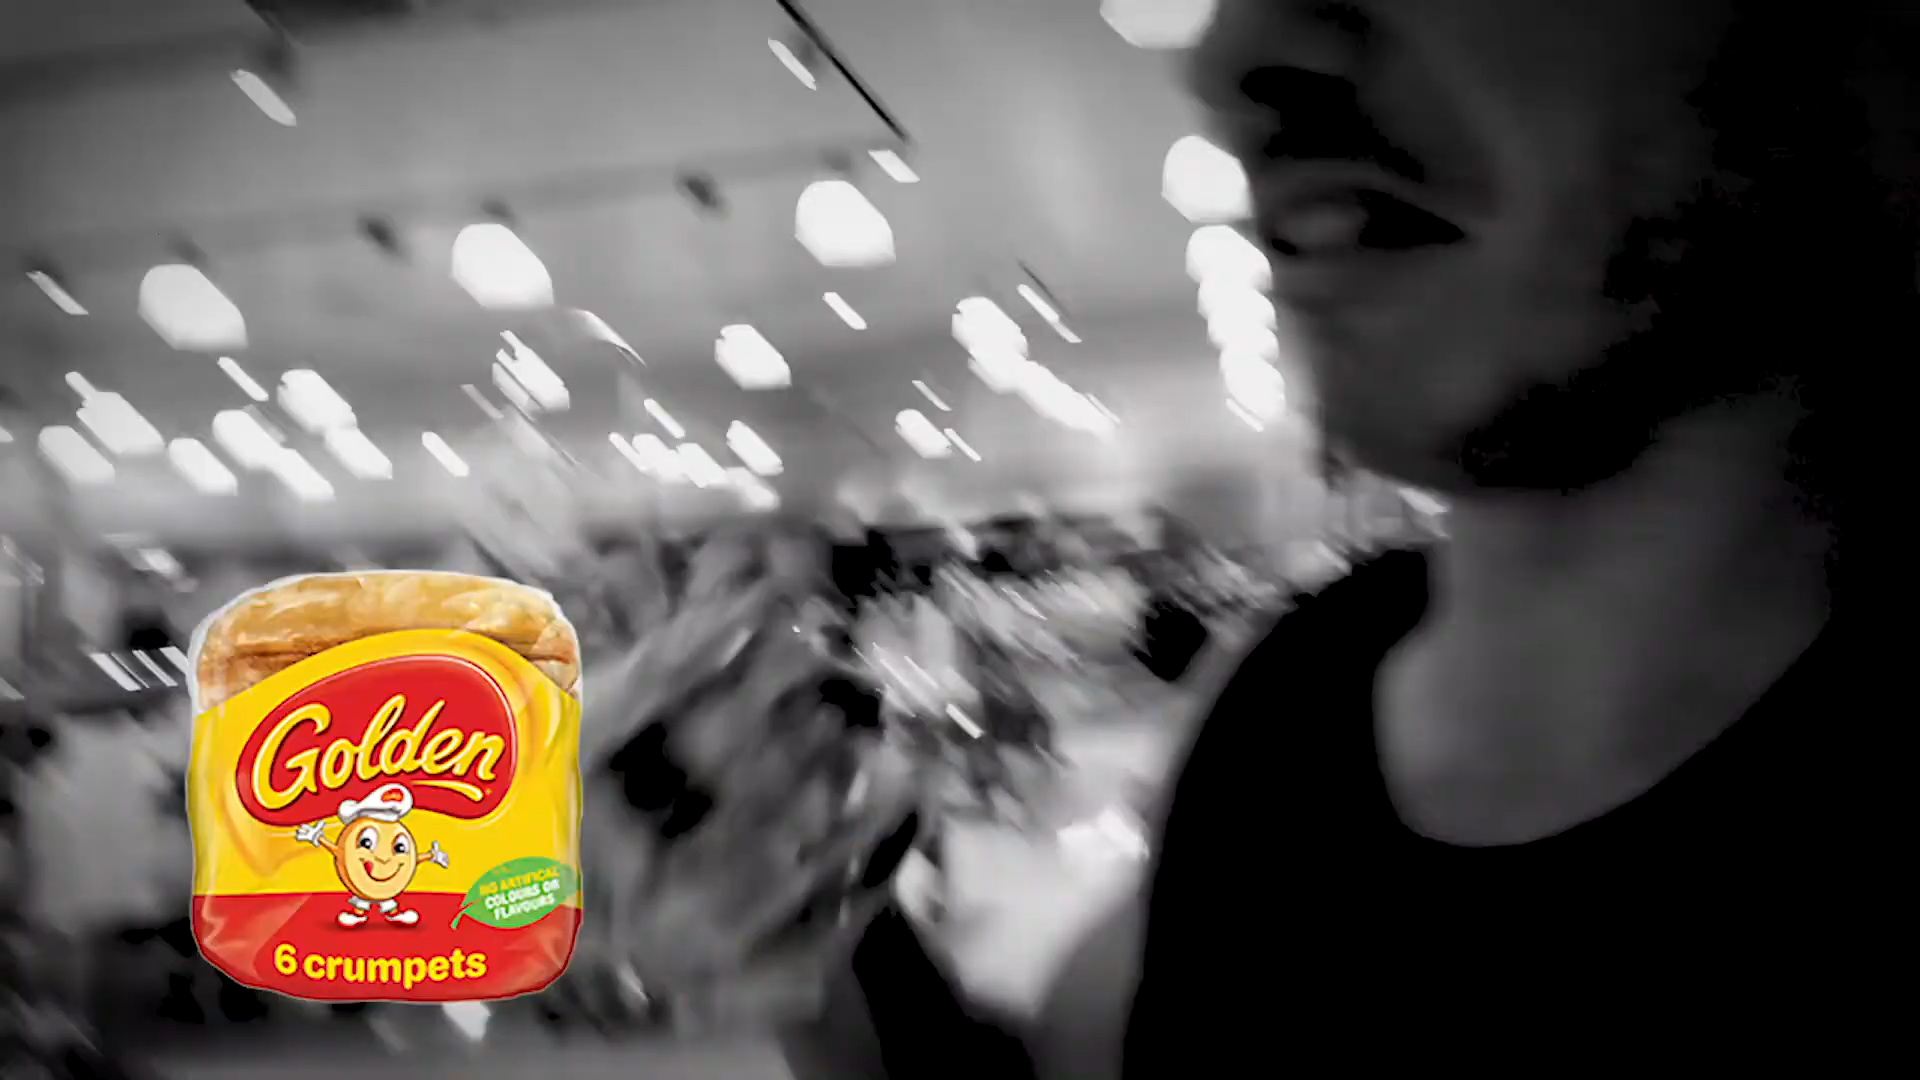 Golden
NO ARTIFICIAL
COLOURS OR
FLAVOURS
6 crumpets